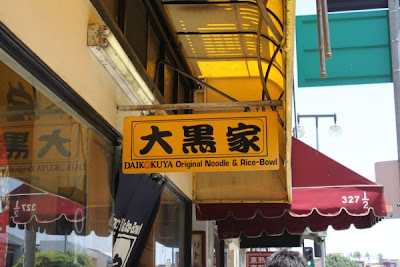 大黒家
DAIKOKUYA Original Noodle & Rice-Bowl
327 1/2